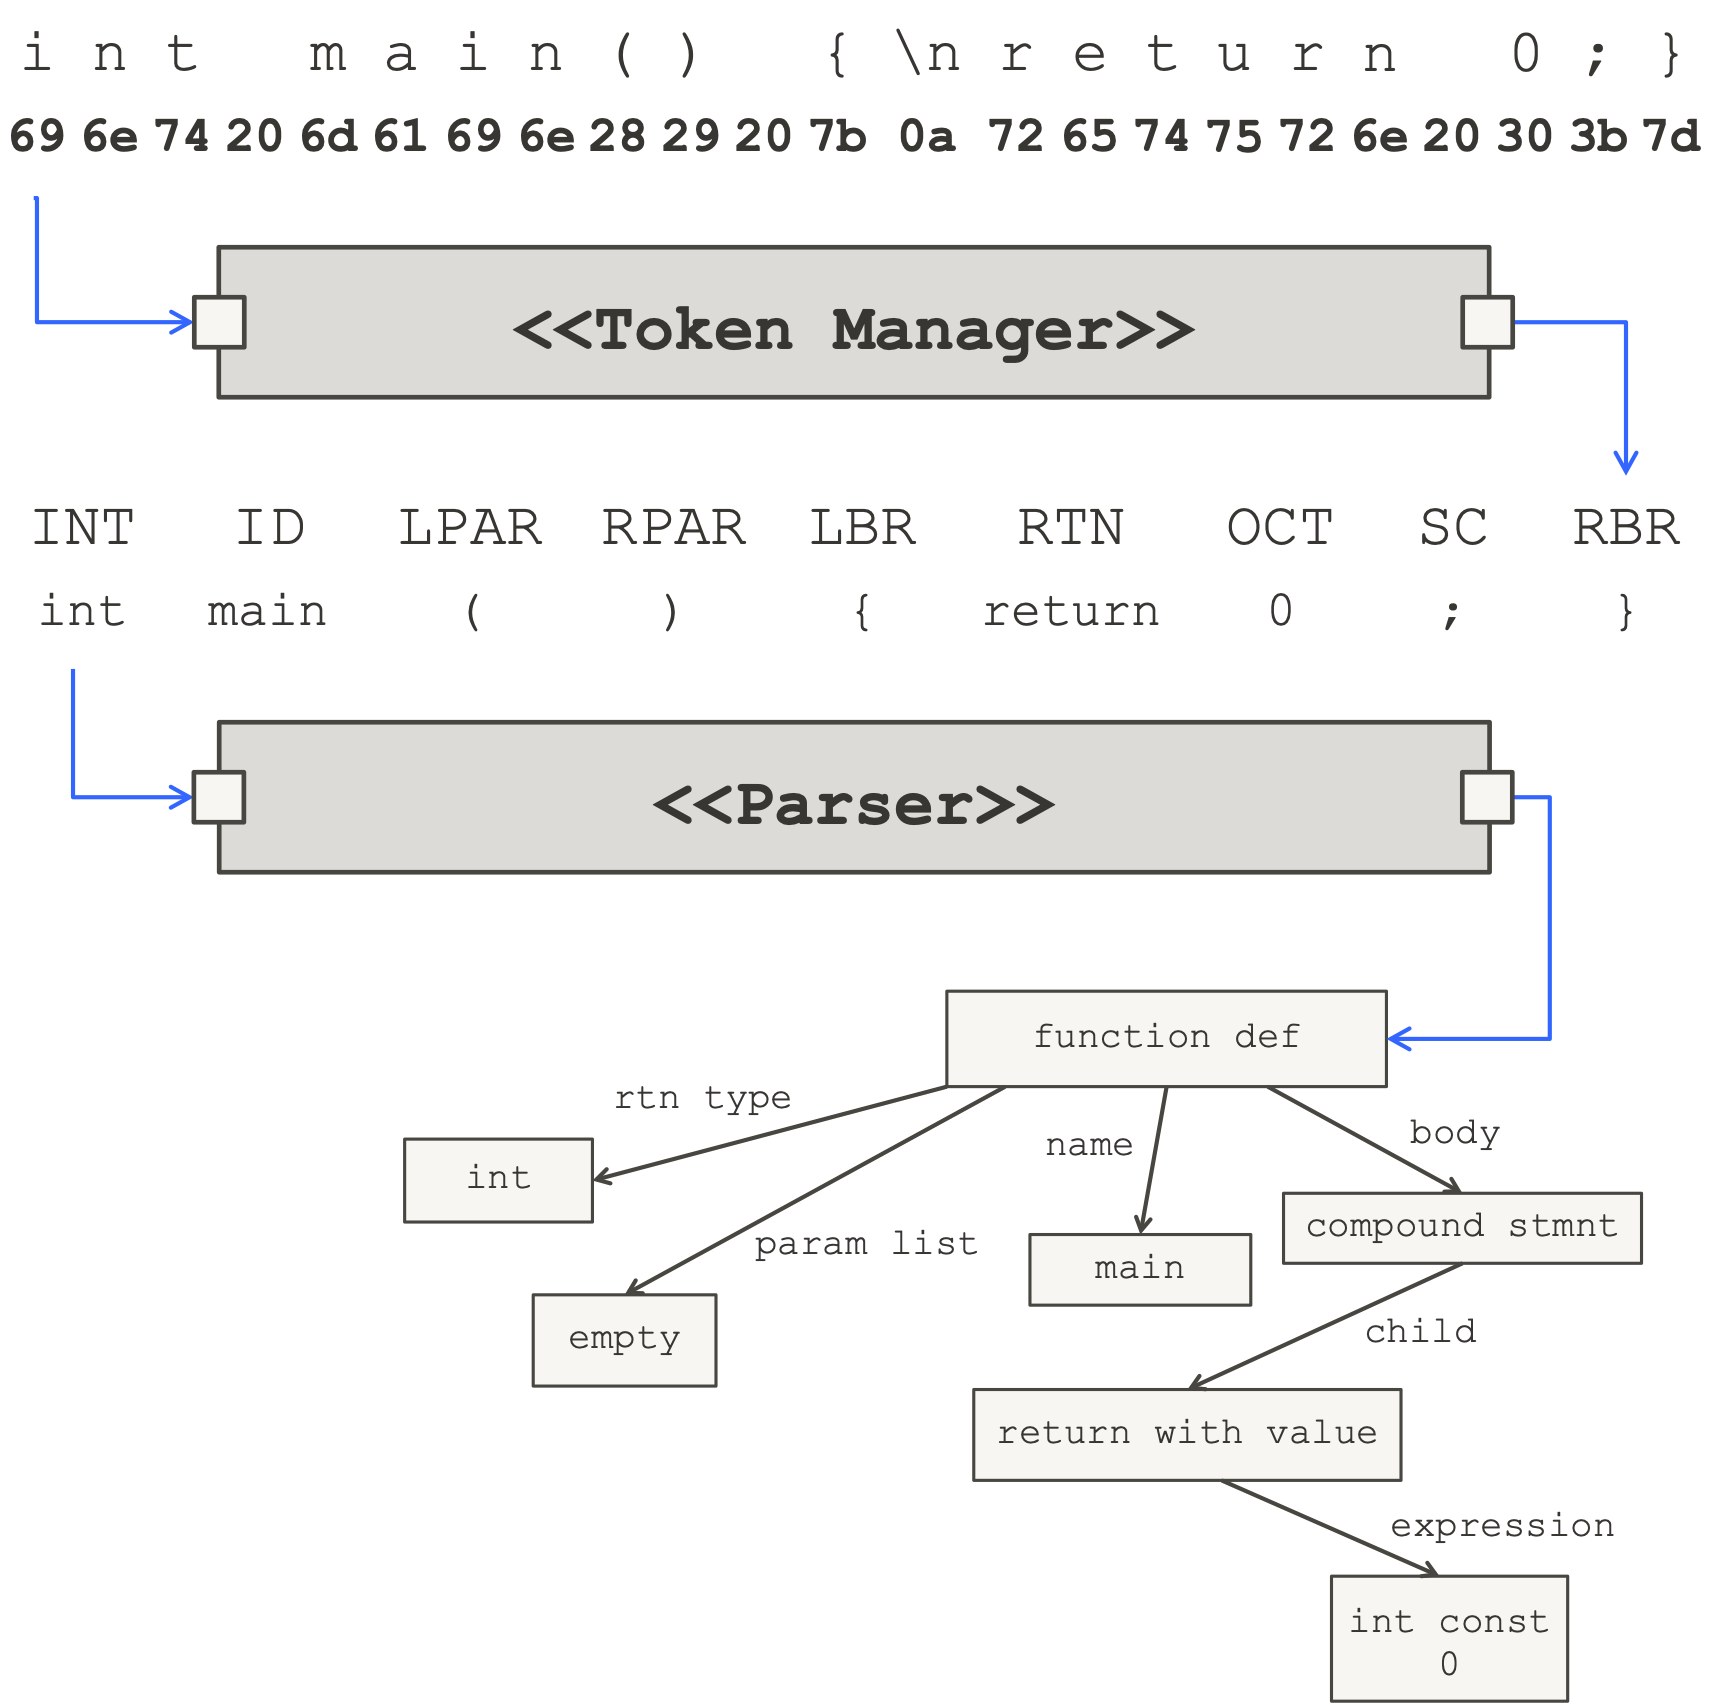 i n t m a i n ( ) { \n r e t u r n 0 ; }
69 6e 74 20 6d 61 69 6e 28 29 20 7b 0a 72 65 74 75 72 6e 20 30 3b 7d
<<Token Manager>>
INT ID LPAR RPAR LBR RTN OCT SC RBR
int main ( ) { return 0 ; }
<<Parser>>
function def
rtn type
name
body
int
compound stmnt
param list
main
empty
child
return with value
expression
int const
0